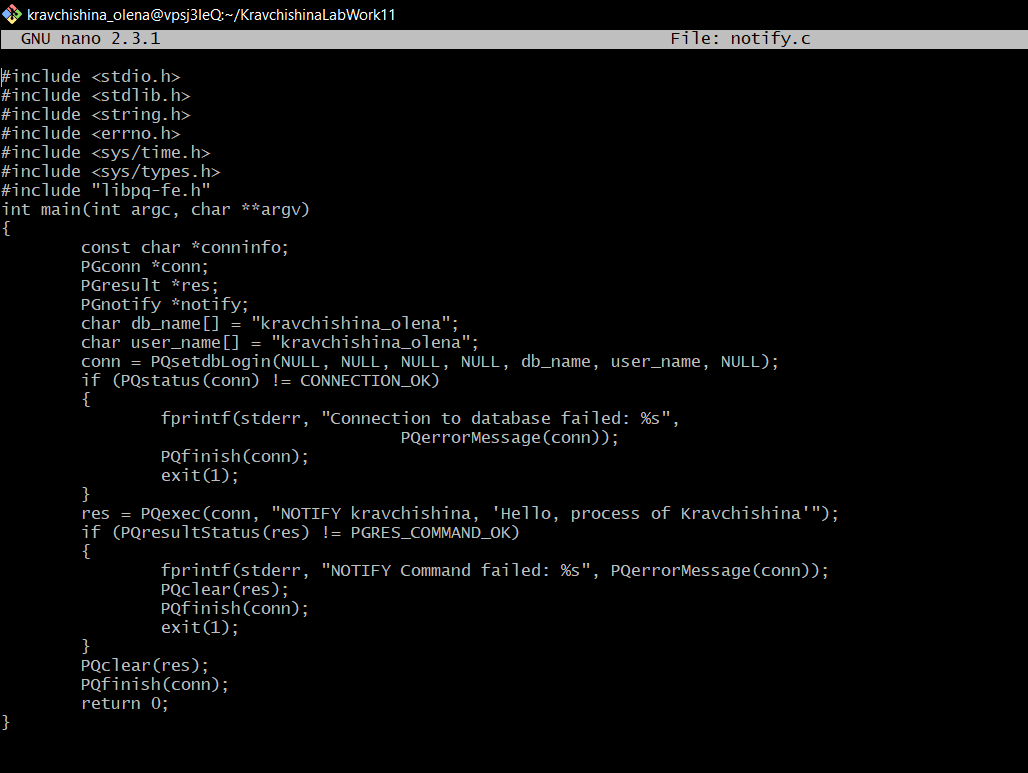 kravchishina_olena@vpsj3IeQ:~/KravchishinaLabWork11
GNU nano 2.3.1 File: notify.c
#include <stdio.h>
#include <stdlib.h>
#include <string.h>
#include <errno.h>
#include <sys/time.h>
#include <sys/types.h>
#include "libpq-fe.h"
int main(int argc, char **argv)
{
        const char *conninfo;
        PGconn *conn;
        PGresult *res;
        PGnotify *notify;
        char db_name[] = "kravchishina_olena";
        char user_name[] = "kravchishina_olena";
        conn = PQsetdbLogin(NULL, NULL, NULL, NULL, db_name, user_name, NULL);
        if (PQstatus(conn) != CONNECTION_OK)
        {
                fprintf(stderr, "Connection to database failed: %s",
                                        PQerrorMessage(conn));
                PQfinish(conn);
                exit(1);
        }
        res = PQexec(conn, "NOTIFY kravchishina, 'Hello, process of Kravchishina'");
        if (PQresultStatus(res) != PGRES_COMMAND_OK)
        {
                fprintf(stderr, "NOTIFY Command failed: %s", PQerrorMessage(conn));
                PQclear(res);
                PQfinish(conn);
                exit(1);
        }
        PQclear(res);
        PQfinish(conn);
        return 0;
}